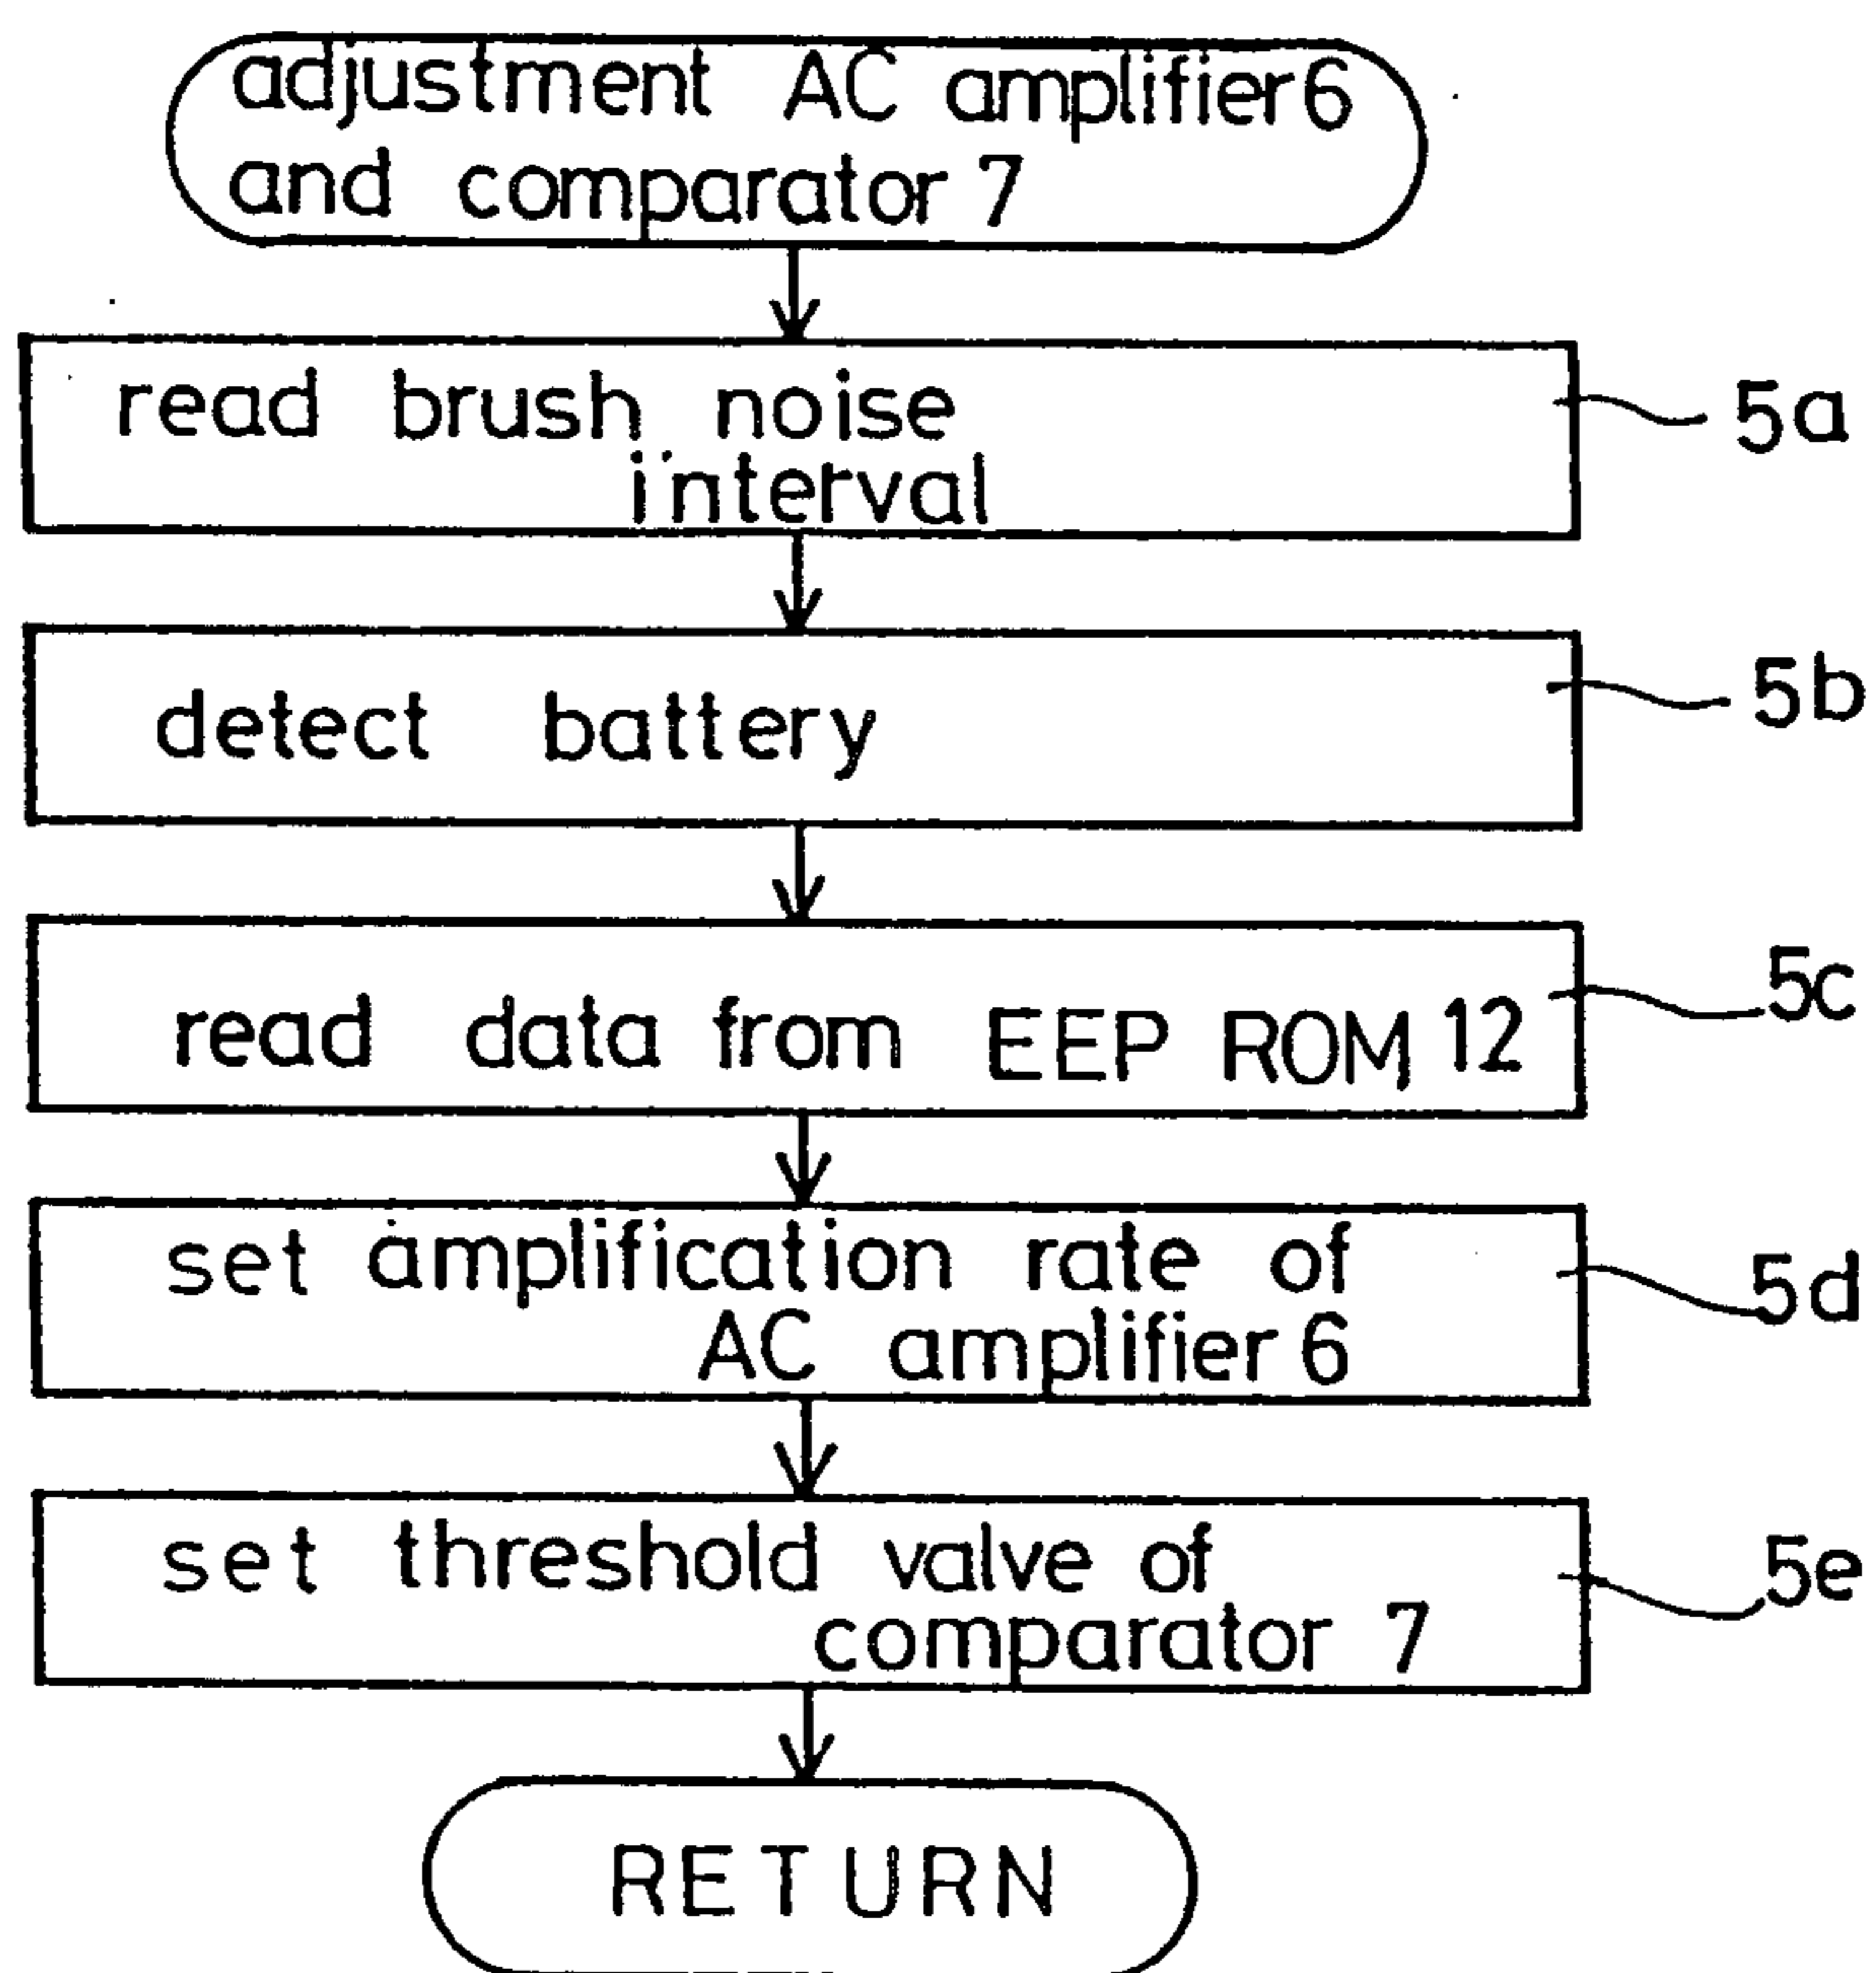 adjustment AC amplifier 6
and comparator 7
read brush noise
interval
5a
detect battery
5b
read data from EEP ROM 12
5c
set amplification rate of
AC amplifier 6
5d
set threshold valve of
comparator 7
5e
RETURN